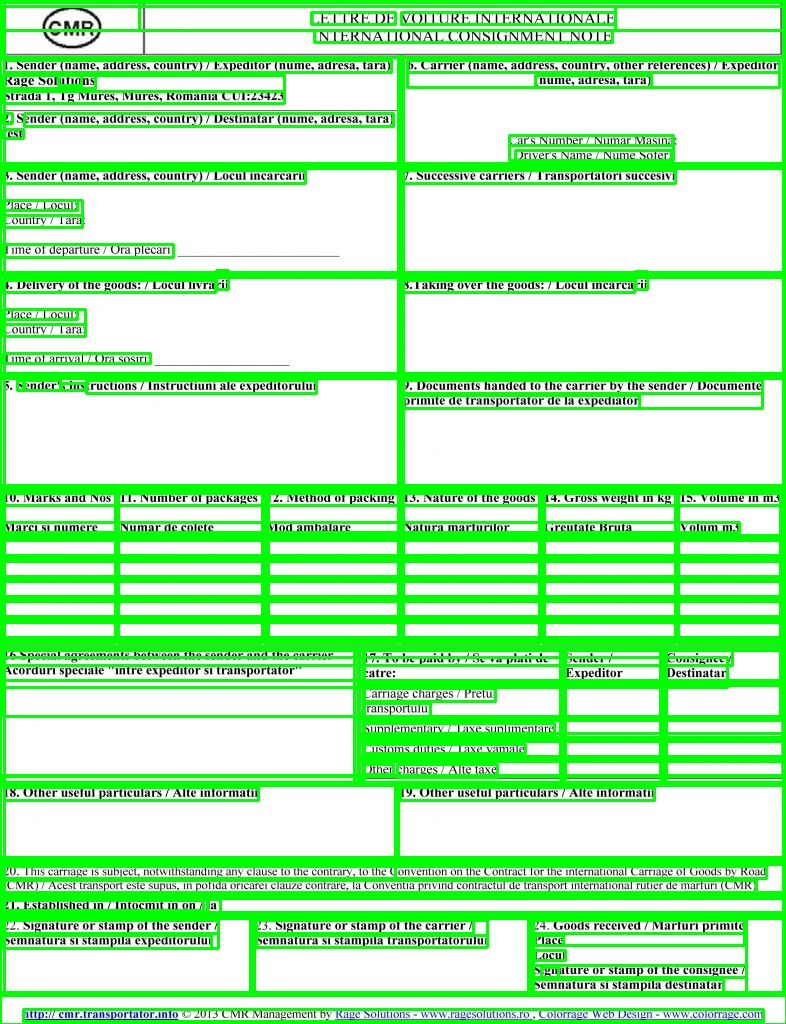 CMR
LETTRE DE VOITURE INTERNATIONALE
INTERNATIONAL CONSIGNMENT NOTE
1. Sender (name, address, country) / Expeditor (nume, adresa, tara)
Rage Solutions
Strada 1, Tg Mures, Mures, Romania CUI:23423
6. Carrier (name, address, country, other references) / Expeditor
(nume, adresa, tara)
2. Sender (name, address, country) / Destinatar (nume, adresa, tara)
test
Car's Number / Numar Masina:
Driver's Name / Nume Sofer:
3. Sender (name, address, country) / Locul incarcarii
7. Successive carriers / Transportatori succesivi
Place / Locul:
Country / Tara:
Time of departure / Ora plecarii
4. Delivery of the goods: / Locul livrarii
8.Taking over the goods: / Locul incarcarii
Place / Locul:
Country / Tara:
Time of arrival / Ora sosirii
5. Sender's instructions / Instructiuni ale expeditorului
9. Documents handed to the carrier by the sender / Documente
primite de transportator de la expediator
10. Marks and Nos 11. Number of packages 12. Method of packing 13. Nature of the goods 14. Gross weight in kg 15. Volume in m3
Marci si numere Numar de colete Mod ambalare Natura marfurilor Greutate Bruta Volum m3
16 Special agreements between the sender and the carrier
Acorduri speciale "intre expeditor si transportator"
17. To be paid by / Se va plati de
catre:
Sender /
Expeditor
Consignee /
Destinatar
Carriage charges / Pretul
transportului
Supplementary / Taxe suplimentare
Customs duties / Taxe vamale
Other charges / Alte taxe
18. Other useful particulars / Alte informatii
19. Other useful particulars / Alte informatii
20. This carriage is subject, notwithstanding any clause to the contrary, to the Convention on the Contract for the international Carriage of Goods by Road
(CMR) / Acest transport este supus, in pofida oricarei clauze contrare, la Conventia privind contractul de transport international rutier de marfuri (CMR)
21. Established in / Intocmit in on / la
22. Signature or stamp of the sender /
Semnatura si stampila expeditorului
23. Signature or stamp of the carrier /
Semnatura si stampila transportatorului
24. Goods received / Marfuri primite
Place
Locul
Signature or stamp of the consignee /
Semnatura si stampila destinatar
http:// cmr.transportator.info © 2013 CMR Management by Rage Solutions - www.ragesolutions.ro , Colorrage Web Design - www.colorrage.com